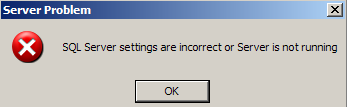 Server Problem
SQL Server settings are incorrect or Server is not running
OK